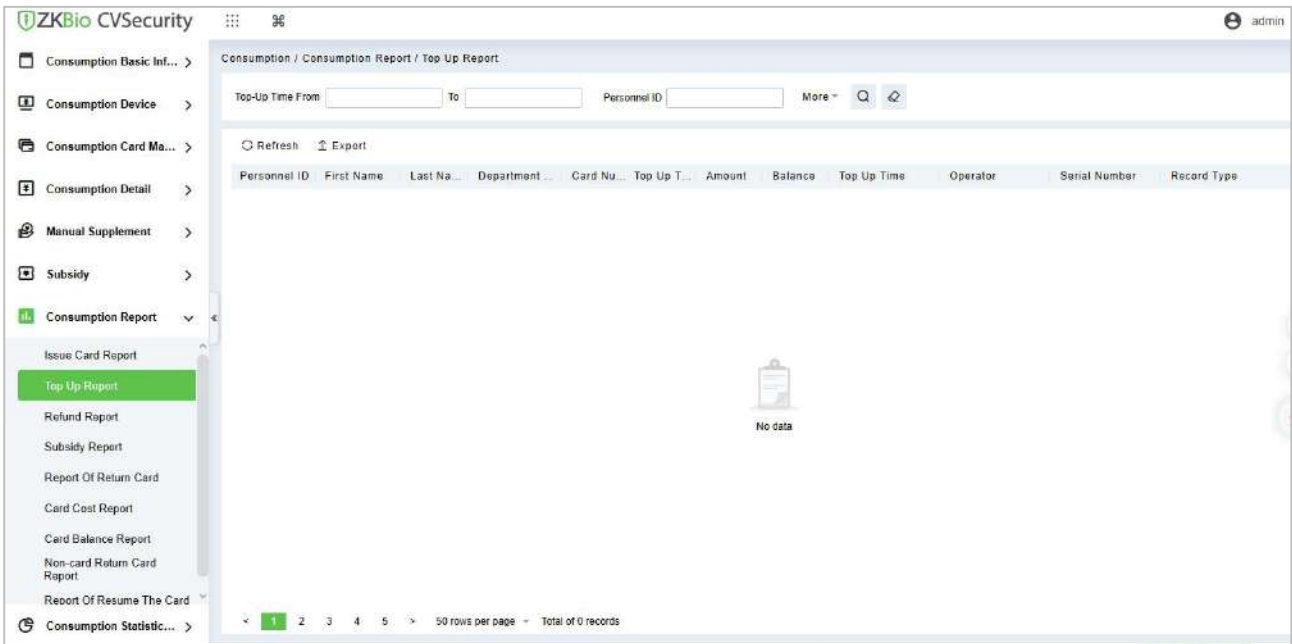 ZKBio CVSecurity
admin
Consumption Basic Inf...
Consumption Device
Consumption Card Ma...
Consumption Detail
Manual Supplement
Subsidy
Consumption Report
Issue Card Report
Top Up Report
Refund Report
Subsidy Report
Report Of Return Card
Card Cost Report
Card Balance Report
Non-card Return Card
Report
Report Of Resume The Card
Consumption Statistic...
Consumption / Consumption Report / Top Up Report
Top-Up Time From To Personnel ID More
Refresh Export
Personnel ID First Name Last Na... Department ... Card Nu... Top Up T... Amount Balance Top Up Time Operator Serial Number Record Type
No data
< 1 2 3 4 5 > 50 rows per page Total of 0 records